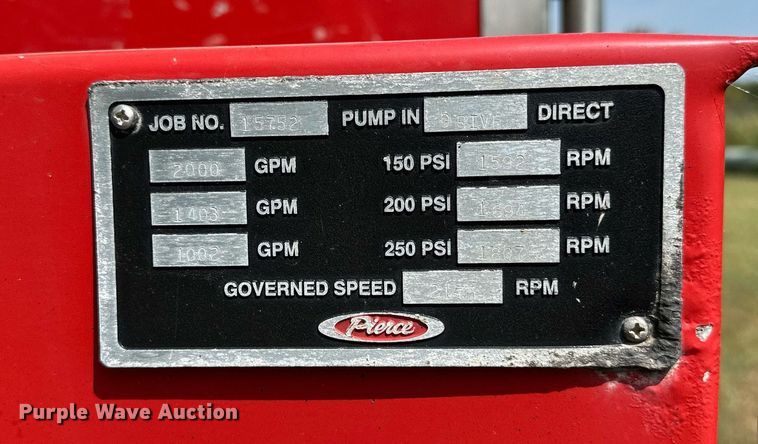 JOB NO. 15752 PUMP IN DIRECT
2000 GPM 150 PSI RPM
1403 GPM 200 PSI RPM
1002 GPM 250 PSI RPM
GOVERNED SPEED RPM
Pierce
Purple Wave Auction